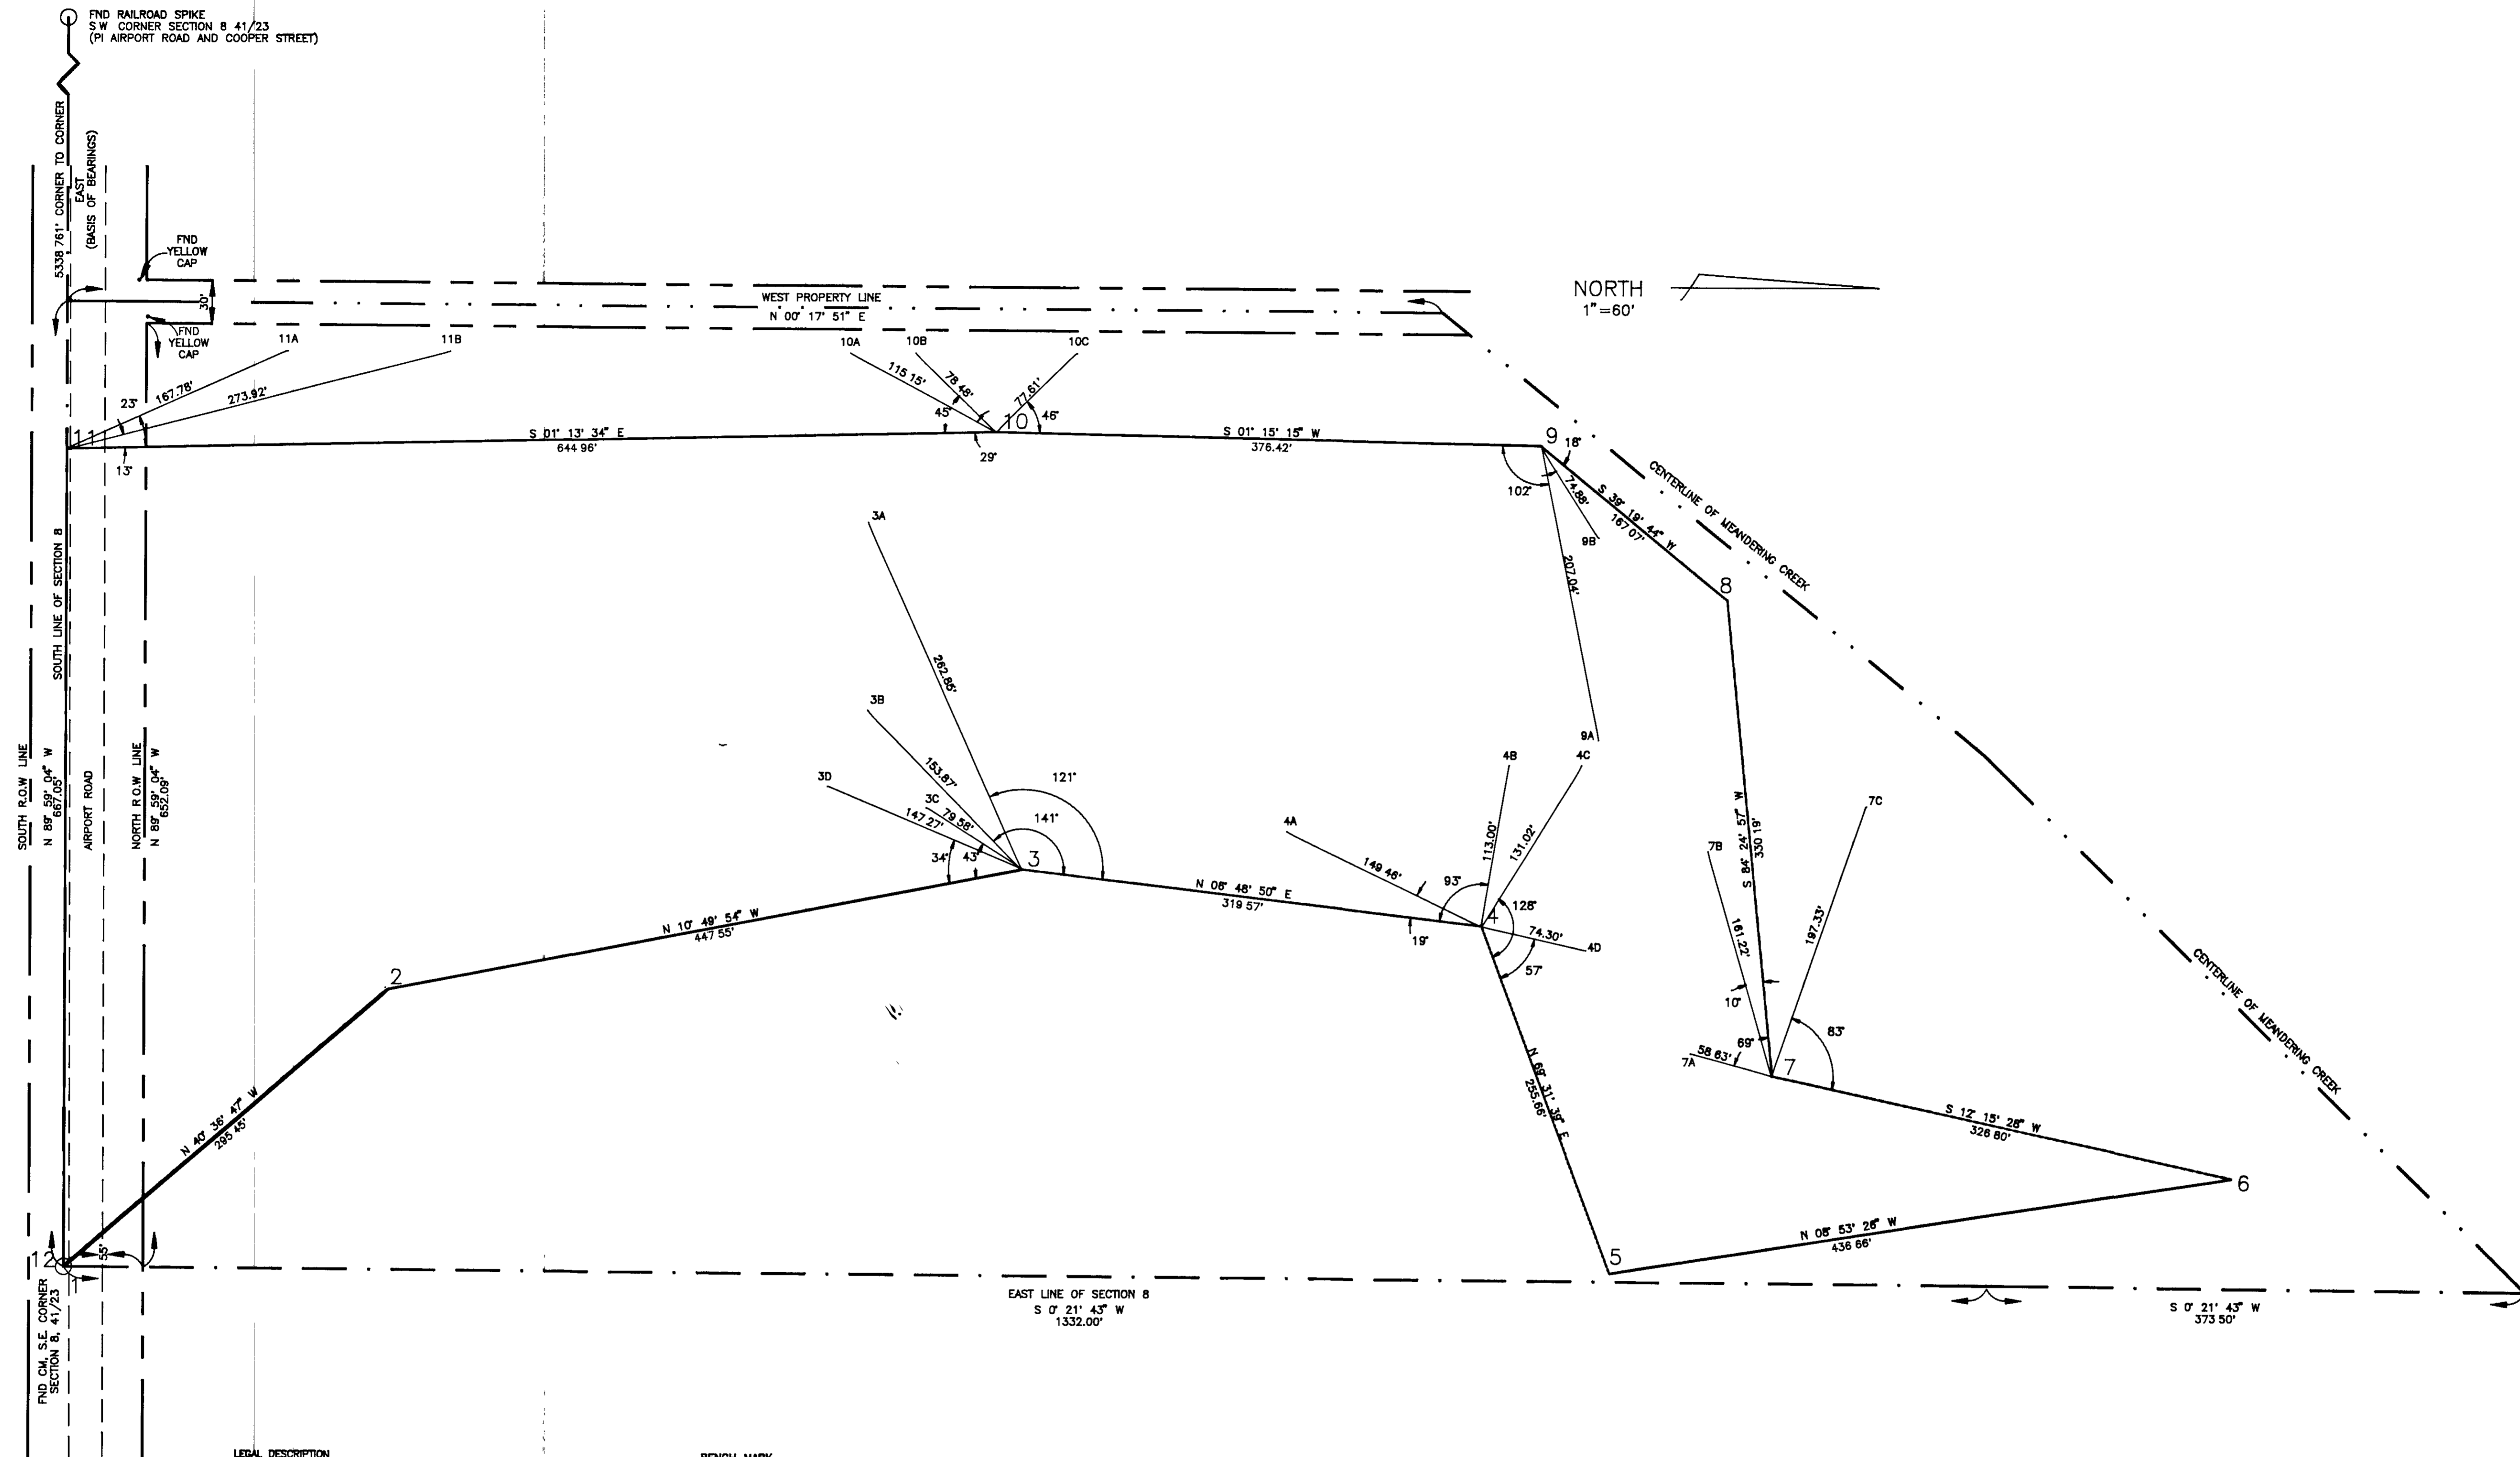 FND RAILROAD SPIKE
S W CORNER SECTION 8 41/23
(PI AIRPORT ROAD AND COOPER STREET)
5338 761' CORNER TO CORNER
EAST
(BASIS OF BEARINGS)
FND
YELLOW
CAP
30'
FND
YELLOW
CAP
WEST PROPERTY LINE
N 00° 17' 51" E
NORTH
1"=60'
11A
11B
10A
10B
10C
23°
167.78'
273.92'
115 15'
78 48'
77.61'
45°
46°
11
10
9
18°
13°
S 01° 13' 34" E
644 96'
29°
S 01° 15' 15" W
376.42'
102°
74.88'
S 39° 19' 44" W
167 07'
CENTERLINE OF MEANDERING CREEK
9B
207.04'
8
3A
262.86'
3B
153.87'
9A
4B
4C
3D
3C
79 58'
147 27'
121°
141°
34°
43°
3
4A
149 46'
113.00'
131.02'
93°
128°
4
74.30'
4D
19°
57°
N 06° 48' 50" E
319 57'
S 84° 24' 57" W
330 19'
7C
7B
161.22'
197.33'
10°
69°
83°
58 63'
7A
7
SOUTH R.O.W LINE
N 89° 59' 04" W
667.05'
SOUTH LINE OF SECTION 8
AIRPORT ROAD
NORTH R.O.W LINE
N 89° 59' 04" W
652.09'
N 10° 49' 54" W
447 55'
2
N 40° 36' 47" W
295 45'
N 69° 31' 39" E
255.66'
S 12° 15' 28" W
326 80'
6
N 08° 53' 26" W
436 66'
5
CENTERLINE OF MEANDERING CREEK
12
55'
1
FND CM, S.E. CORNER
SECTION 8, 41/23
EAST LINE OF SECTION 8
S 0° 21' 43" W
1332.00'
S 0° 21' 43" W
373 50'
LEGAL DESCRIPTION
BENCH MARK